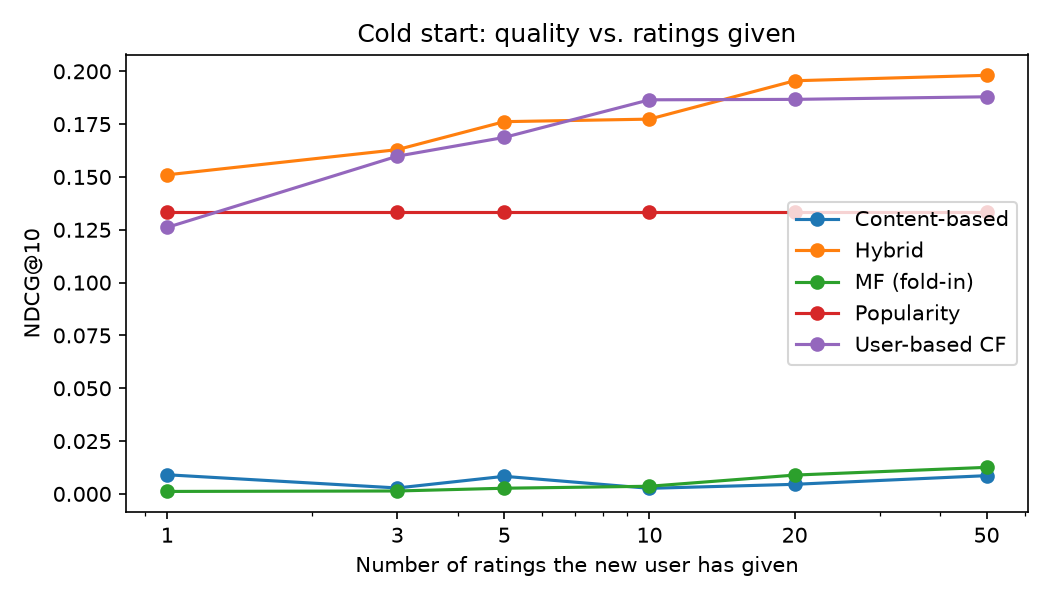 Cold start: quality vs. ratings given
0.200
0.175
0.150
0.125
0.100
0.075
0.050
0.025
0.000
NDCG@10
Content-based
Hybrid
MF (fold-in)
Popularity
User-based CF
1 3 5 10 20 50
Number of ratings the new user has given